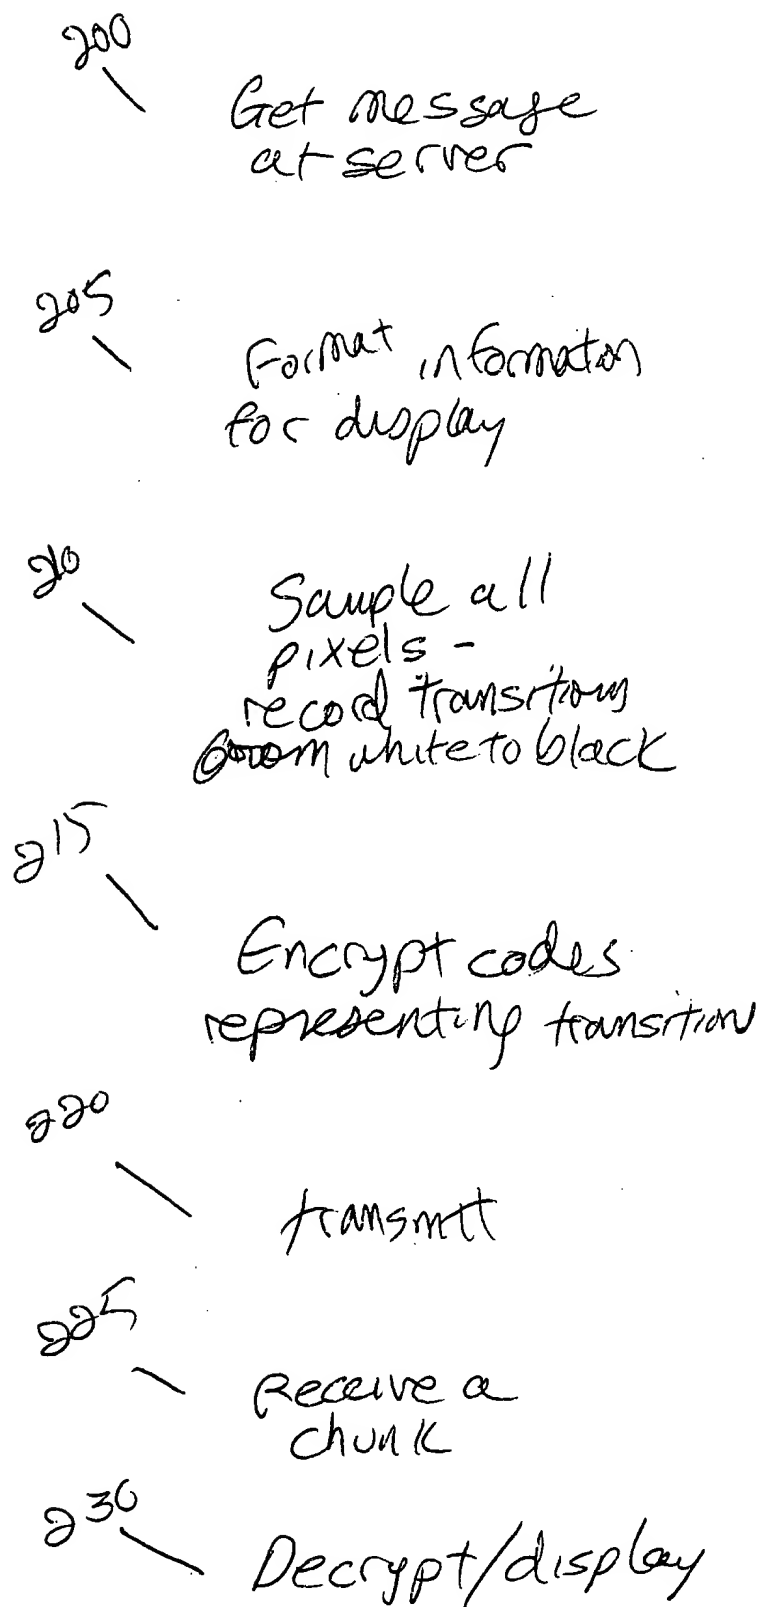 200
Get message
at server
205
Format information
for display
210
Sample all
pixels -
record transitions
from white to black
215
Encrypt codes
representing transition
220
transmit
225
Receive a
chunk
230
Decrypt/display